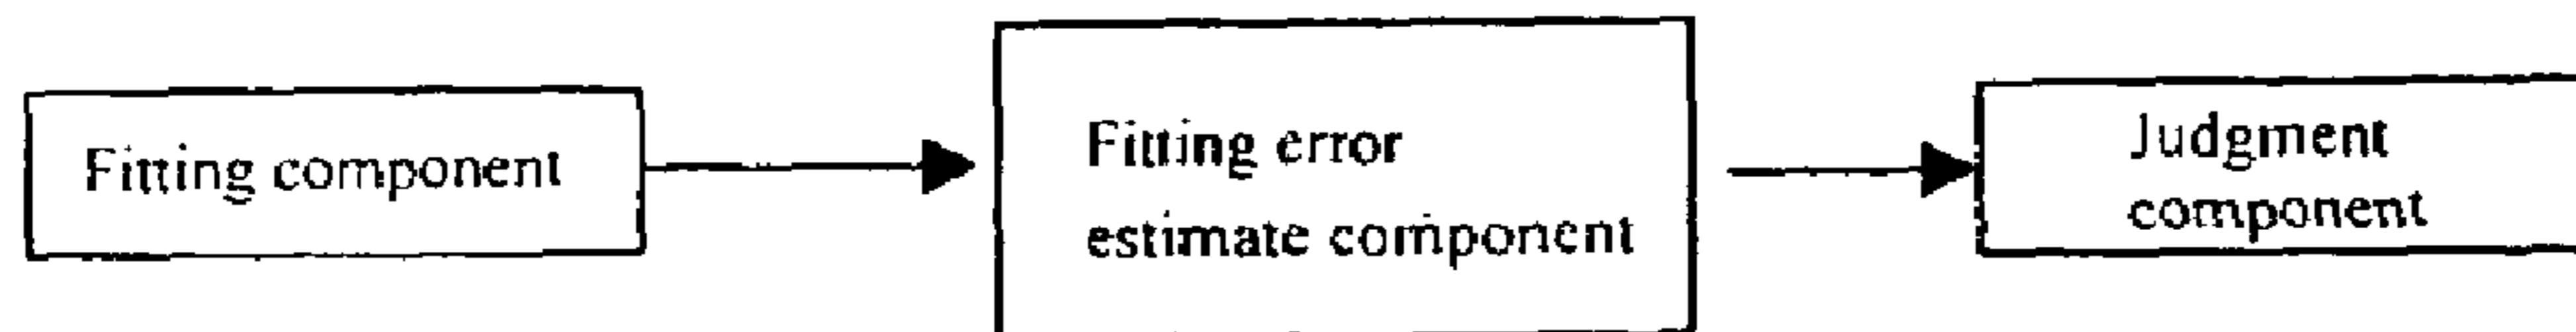 Fitting component
Fitting error
estimate component
Judgment
component